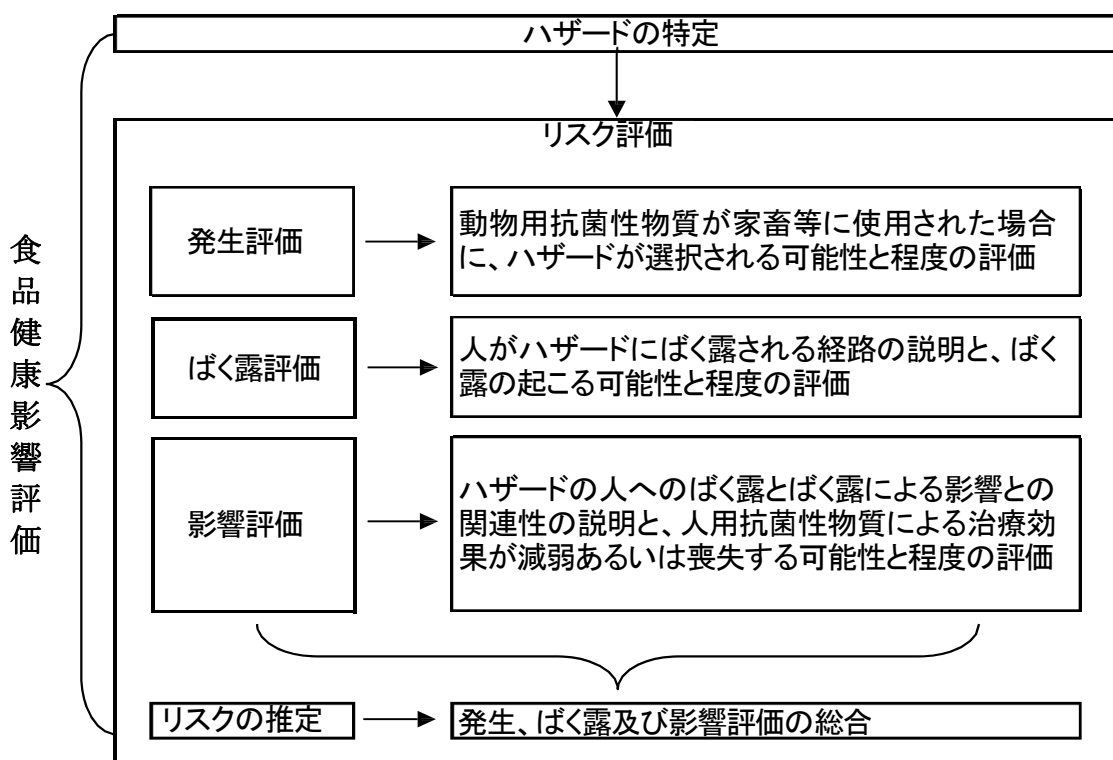 ハザードの特定
リスク評価
食品健康影響評価
発生評価
動物用抗菌性物質が家畜等に使用された場合
に、ハザードが選択される可能性と程度の評価
ばく露評価
人がハザードにばく露される経路の説明と、ばく
露の起こる可能性と程度の評価
影響評価
ハザードの人へのばく露とばく露による影響との
関連性の説明と、人用抗菌性物質による治療効
果が減弱あるいは喪失する可能性と程度の評価
リスクの推定
発生、ばく露及び影響評価の総合